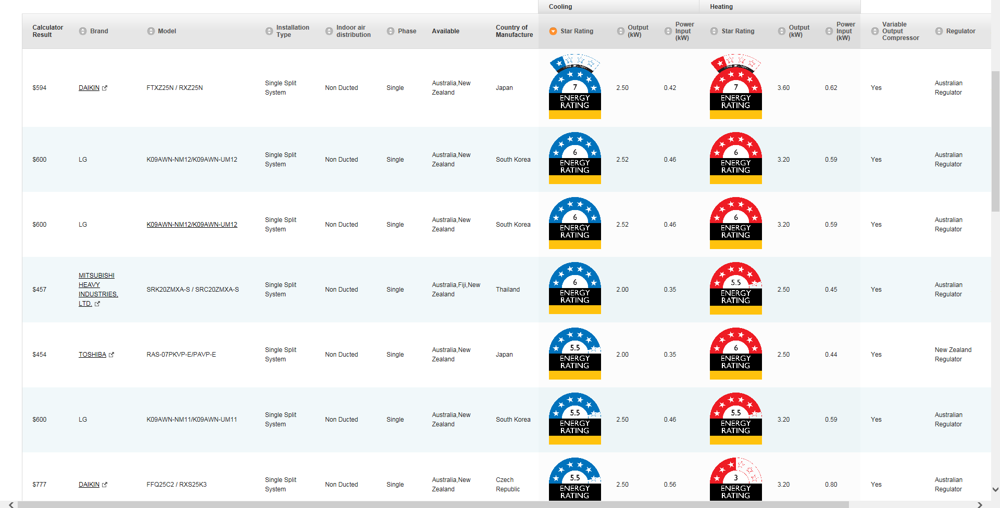 Cooling Heating
Calculator Result Brand Model Installation Type Indoor air distribution Phase Available Country of Manufacture Star Rating Output (kW) Power Input (kW) Star Rating Output (kW) Power Input (kW) Variable Output Compressor Regulator
$594 DAIKIN FTXZ25N / RXZ25N Single Split System Non Ducted Single Australia,New Zealand Japan 7 ENERGY RATING 2.50 0.42 7 ENERGY RATING 3.60 0.62 Yes Australian Regulator
$600 LG K09AWN-NM12/K09AWN-UM12 Single Split System Non Ducted Single Australia,New Zealand South Korea 6 ENERGY RATING 2.52 0.46 6 ENERGY RATING 3.20 0.59 Yes Australian Regulator
$600 LG K09AWN-NM12/K09AWN-UM12 Single Split System Non Ducted Single Australia,New Zealand South Korea 6 ENERGY RATING 2.52 0.46 6 ENERGY RATING 3.20 0.59 Yes Australian Regulator
$457 MITSUBISHI HEAVY INDUSTRIES, LTD. SRK20ZMXA-S / SRC20ZMXA-S Single Split System Non Ducted Single Australia,Fiji,New Zealand Thailand 6 ENERGY RATING 2.00 0.35 5.5 ENERGY RATING 2.50 0.45 Yes Australian Regulator
$454 TOSHIBA RAS-07PKVP-E/PAVP-E Single Split System Non Ducted Single Australia,New Zealand Japan 5.5 ENERGY RATING 2.00 0.35 6 ENERGY RATING 2.50 0.44 Yes New Zealand Regulator
$600 LG K09AWN-NM11/K09AWN-UM11 Single Split System Non Ducted Single Australia,New Zealand South Korea 5.5 ENERGY RATING 2.50 0.46 5.5 ENERGY RATING 3.20 0.59 Yes Australian Regulator
$777 DAIKIN FFQ25C2 / RXS25K3 Single Split System Non Ducted Single Australia,New Zealand Czech Republic 5.5 ENERGY RATING 2.50 0.56 3 ENERGY RATING 3.20 0.80 Yes Australian Regulator